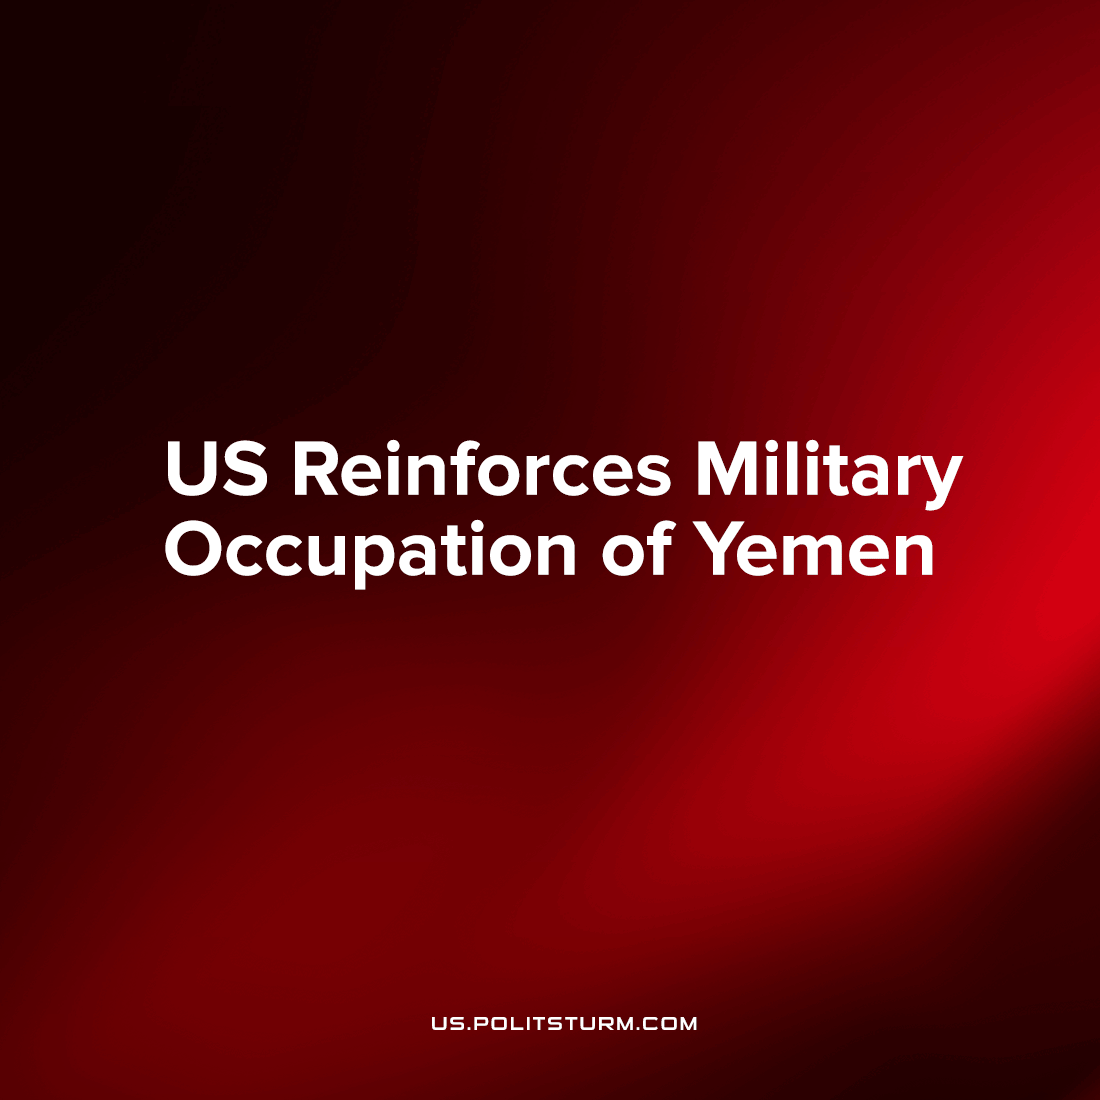 US Reinforces Military
Occupation of Yemen
US.POLITSTURM.COM